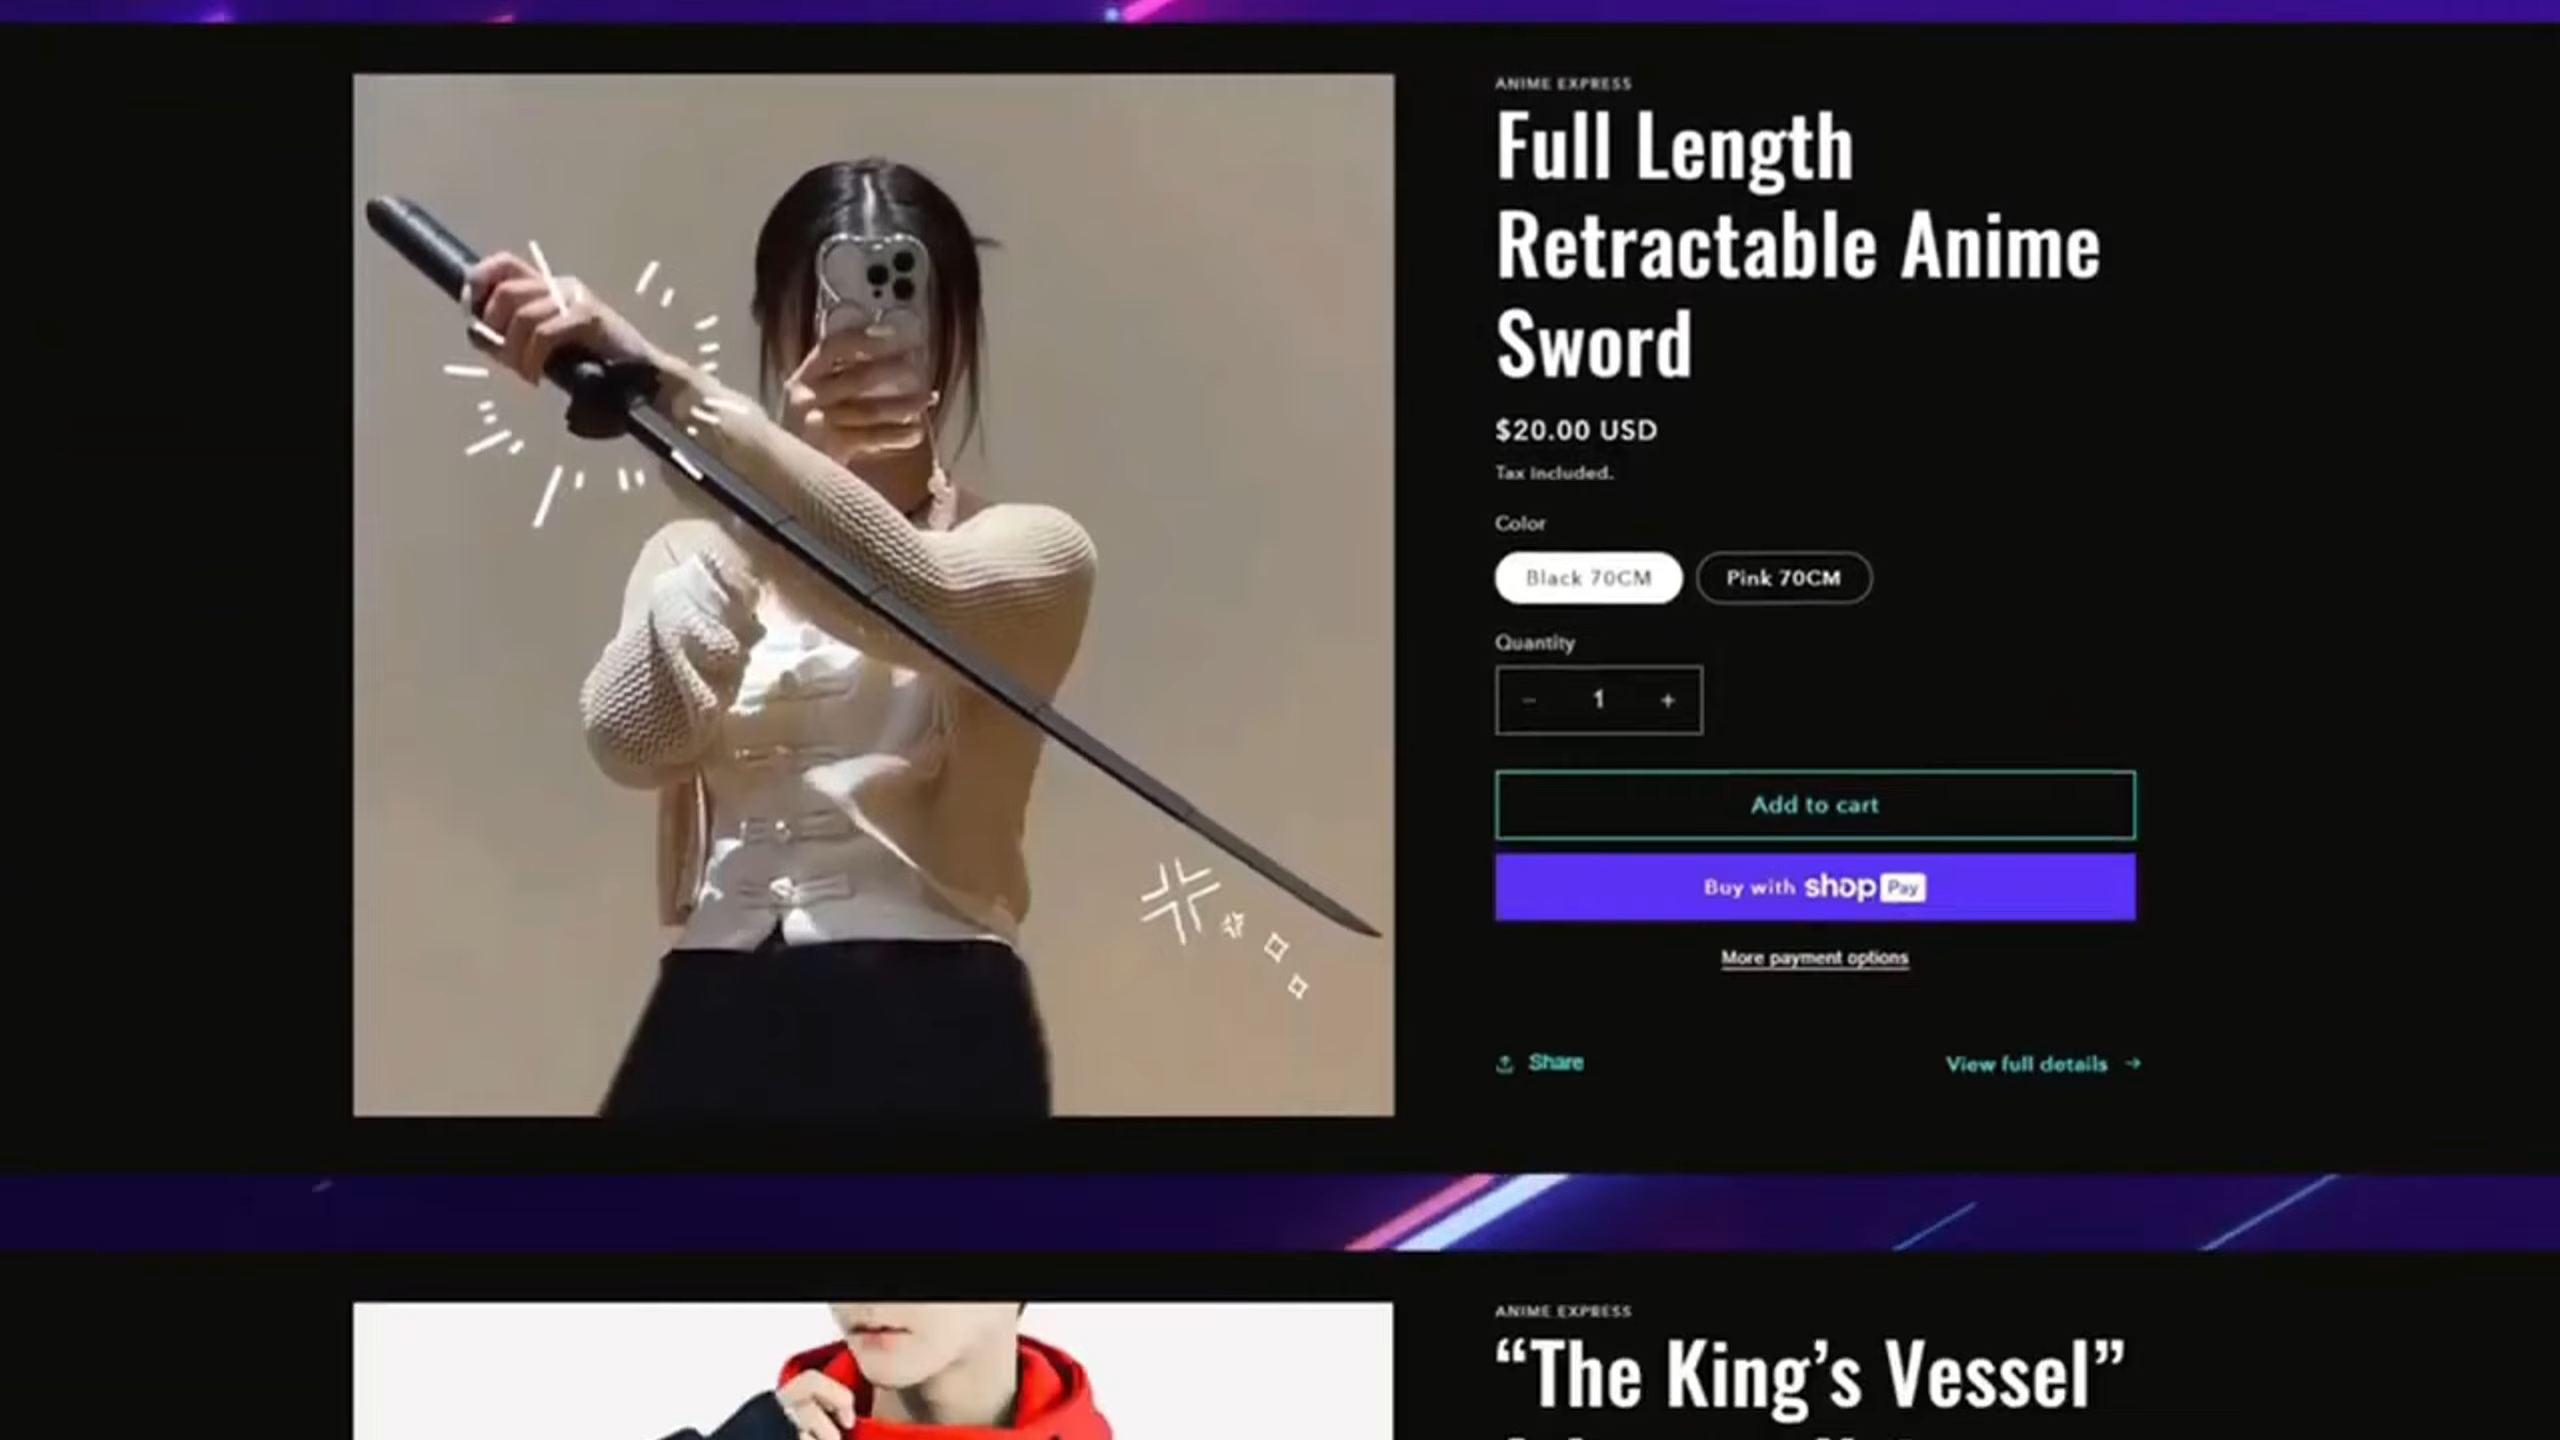 ANIME EXPRESS
Full Length
Retractable Anime
Sword
$20.00 USD
Tax included.
Color
Black 70CM
Pink 70CM
Quantity
− 1 +
Add to cart
Buy with shop Pay
More payment options
Share
View full details →
ANIME EXPRESS
“The King’s Vessel”